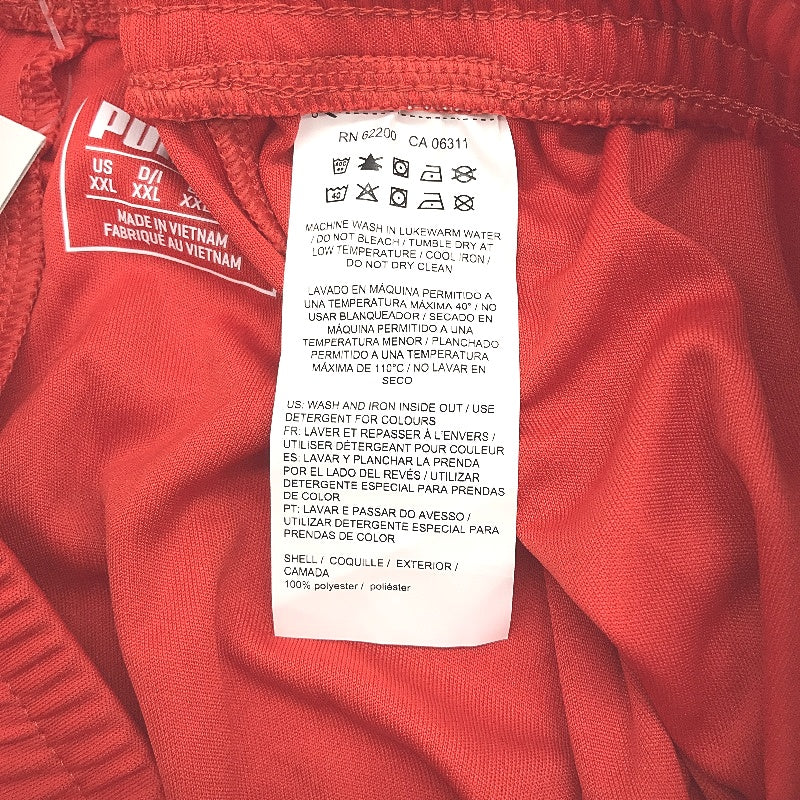 US
XXL
D/I
XXL
MADE IN VIETNAM
FABRIQUÉ AU VIETNAM
RN 62200 CA 06311
40
MACHINE WASH IN LUKEWARM WATER
/ DO NOT BLEACH / TUMBLE DRY AT
LOW TEMPERATURE / COOL IRON /
DO NOT DRY CLEAN
LAVADO EN MÁQUINA PERMITIDO A
UNA TEMPERATURA MÁXIMA 40° / NO
USAR BLANQUEADOR / SECADO EN
MÁQUINA PERMITIDO A UNA
TEMPERATURA MENOR / PLANCHADO
PERMITIDO A UNA TEMPERATURA
MÁXIMA DE 110°C / NO LAVAR EN
SECO
US: WASH AND IRON INSIDE OUT / USE
DETERGENT FOR COLOURS
FR: LAVER ET REPASSER À L'ENVERS /
UTILISER DÉTERGEANT POUR COULEUR
ES: LAVAR Y PLANCHAR LA PRENDA
POR EL LADO DEL REVÉS / UTILIZAR
DETERGENTE ESPECIAL PARA PRENDAS
DE COLOR
PT: LAVAR E PASSAR DO AVESSO /
UTILIZAR DETERGENTE ESPECIAL PARA
PRENDAS DE COLOR
SHELL / COQUILLE / EXTERIOR /
CAMADA
100% polyester / poliéster